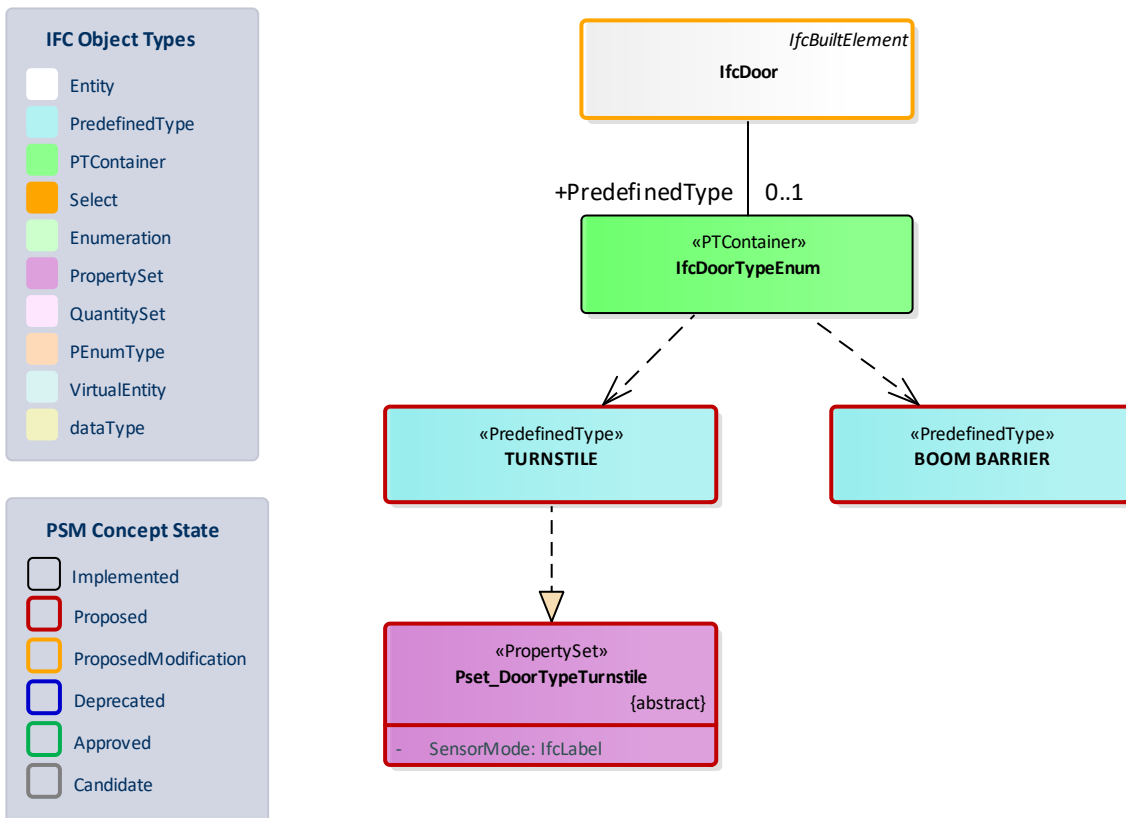 IFC Object Types
Entity
PredefinedType
PTContainer
Select
Enumeration
PropertySet
QuantitySet
PEnumType
VirtualEntity
dataType
PSM Concept State
Implemented
Proposed
ProposedModification
Deprecated
Approved
Candidate
IfcBuiltElement
IfcDoor
+PredefinedType 0..1
«PTContainer»
IfcDoorTypeEnum
«PredefinedType»
TURNSTILE
«PredefinedType»
BOOM BARRIER
«PropertySet»
Pset_DoorTypeTurnstile
{abstract}
- SensorMode: IfcLabel